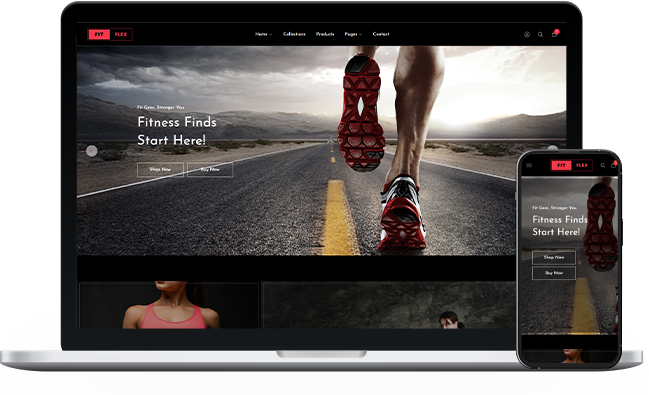 FIT FLEX
Home Collections Products Pages Contact
Fit Gear, Stronger You
Fitness Finds
Start Here!
Shop Now Buy Now
FIT FLEX
Fit Gear, Stronger You
Fitness Finds
Start Here!
Shop Now
Buy Now